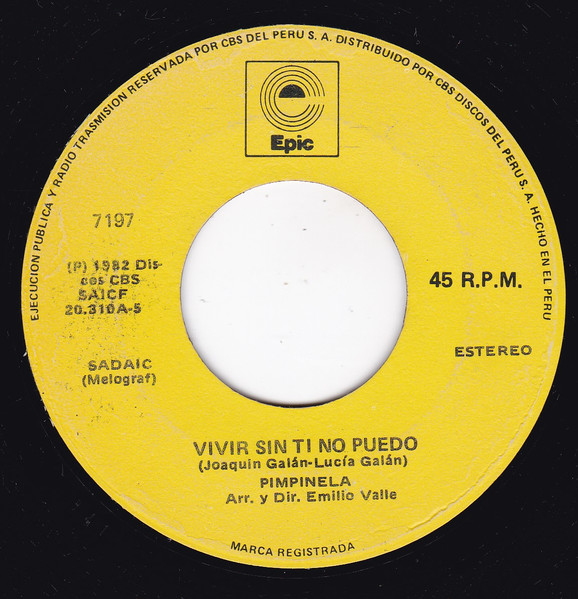 EJECUCION PUBLICA Y RADIO TRASMISION RESERVADA POR CBS DEL PERU S. A. DISTRIBUIDO POR CBS DISCOS DEL PERU S. A. HECHO EN EL PERU
Epic
7197
(P) 1982 Dis-
cos CBS
SAICF
20.310A-5
45 R.P.M.
SADAIC
(Melograf)
ESTEREO
VIVIR SIN TI NO PUEDO
(Joaquin Galán-Lucía Galán)
PIMPINELA
Arr. y Dir. Emilio Valle
MARCA REGISTRADA